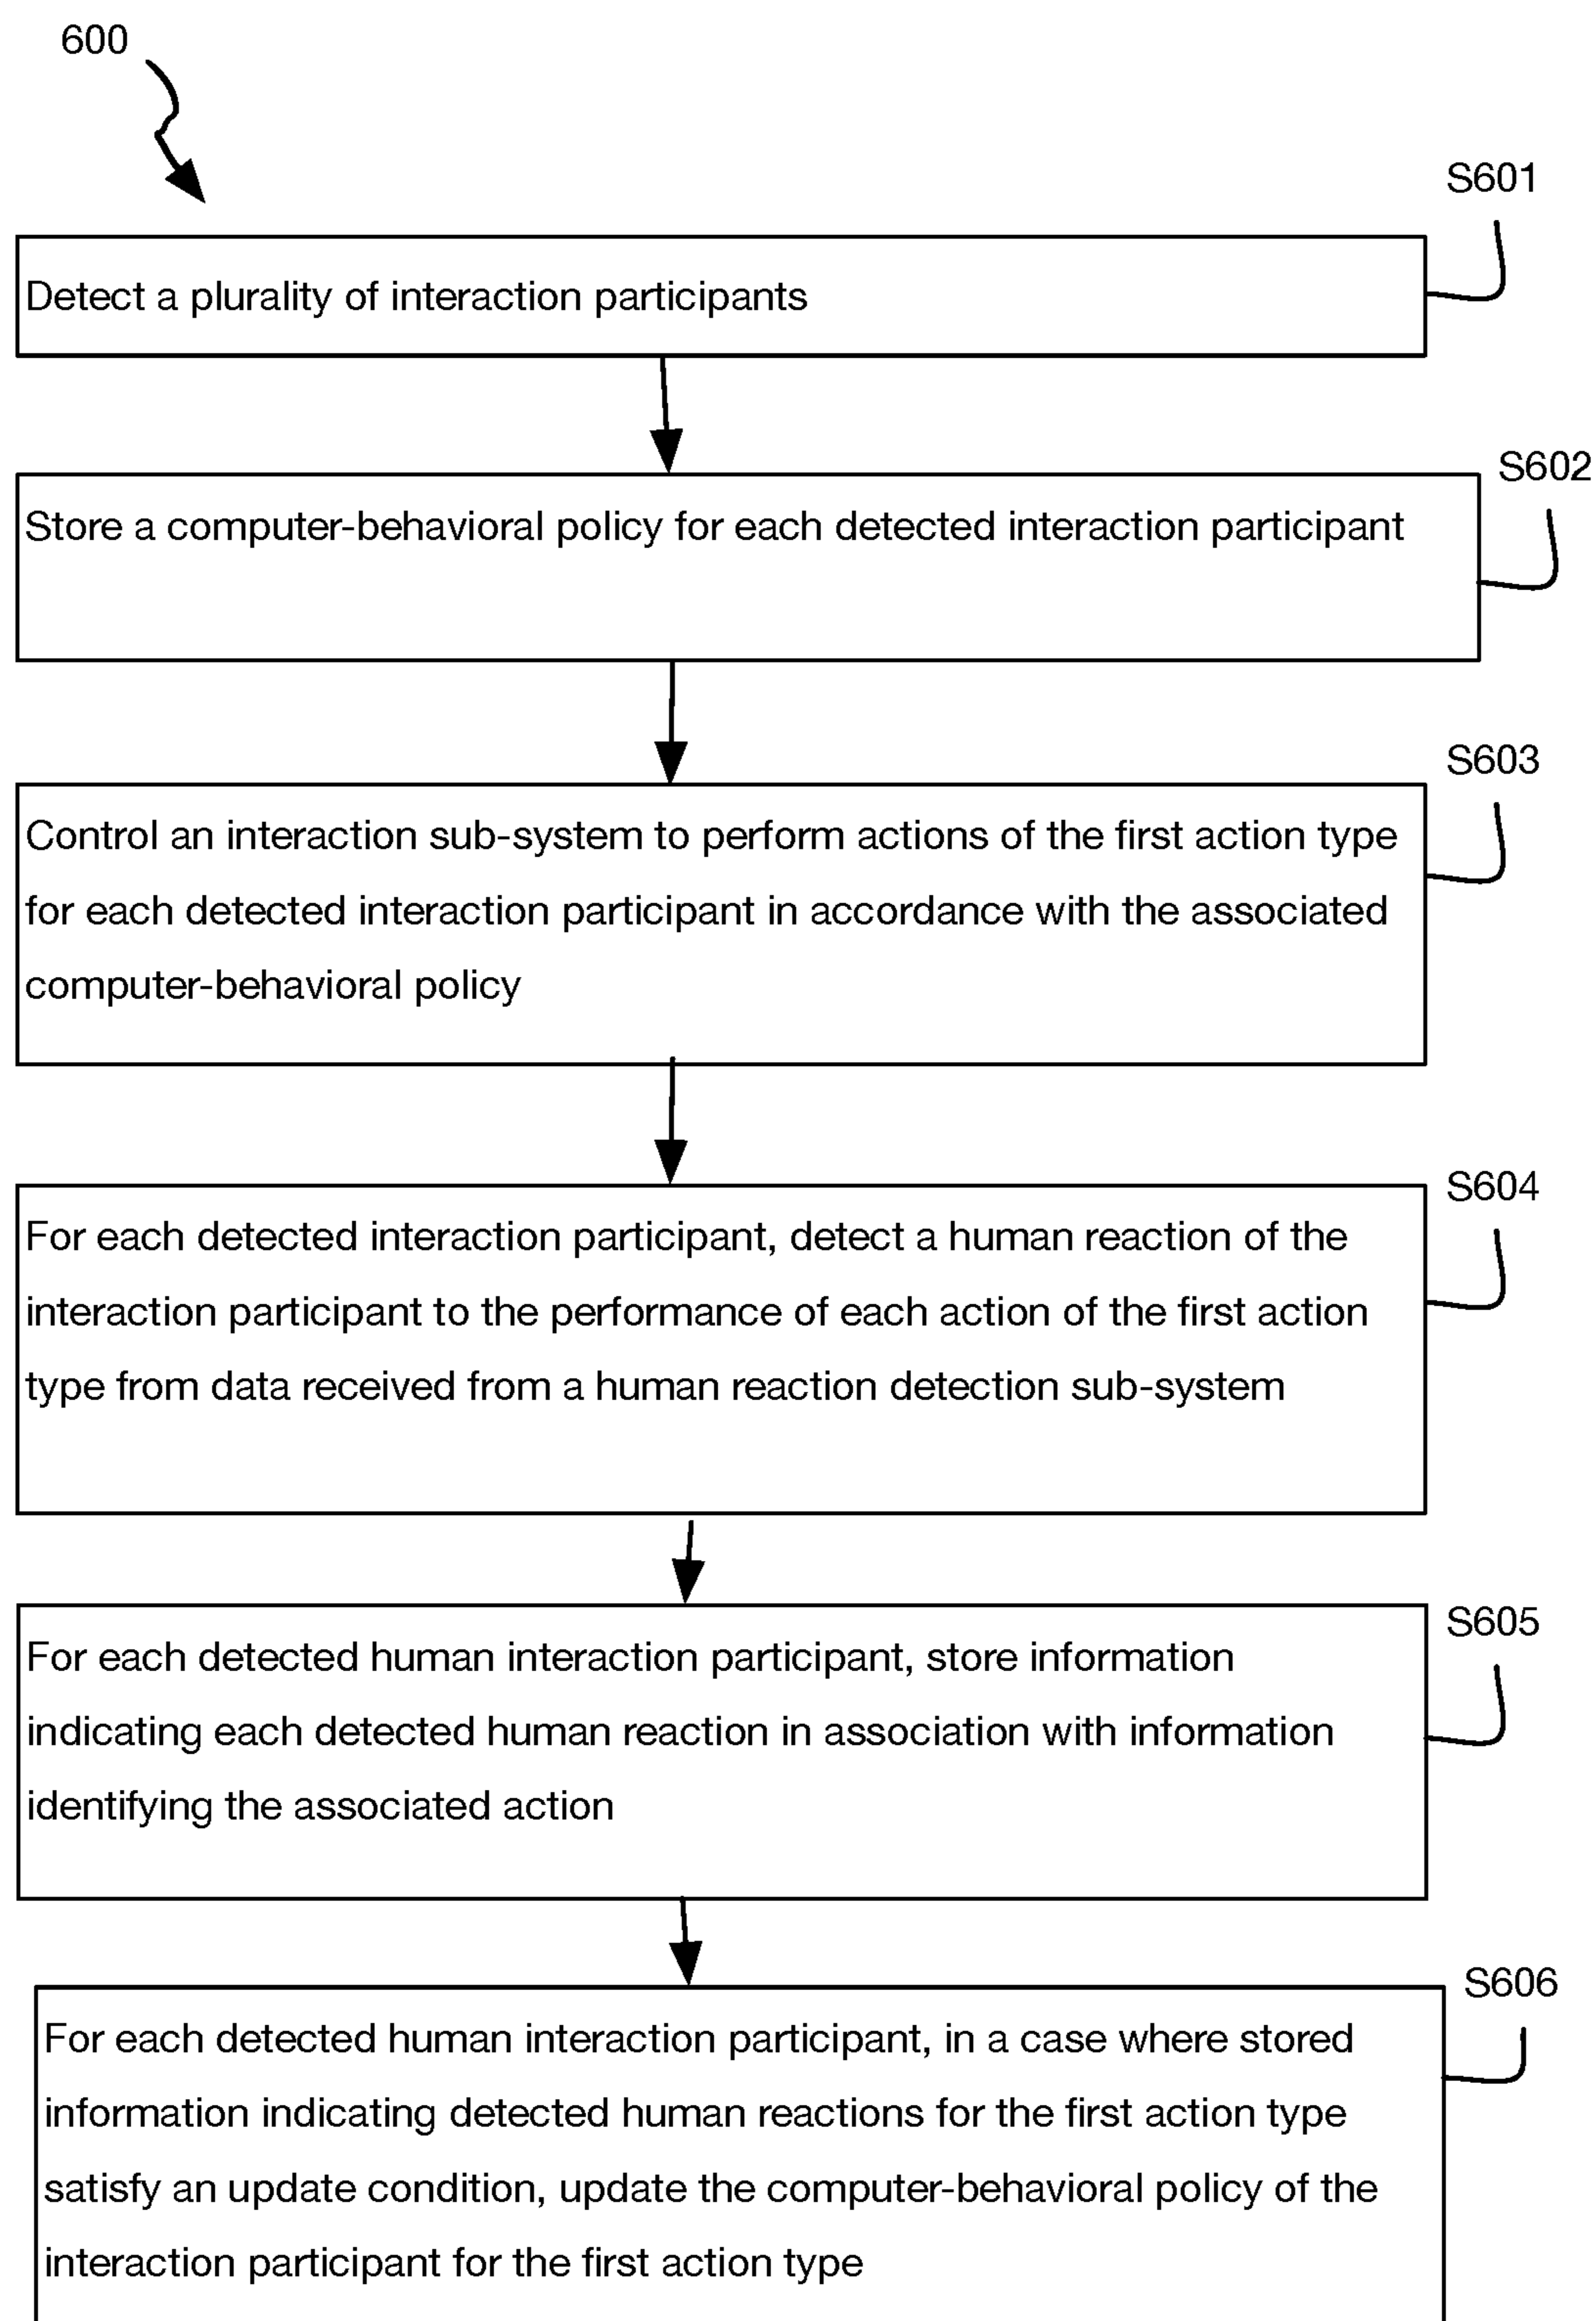 600
S601
Detect a plurality of interaction participants
S602
Store a computer-behavioral policy for each detected interaction participant
S603
Control an interaction sub-system to perform actions of the first action type
for each detected interaction participant in accordance with the associated
computer-behavioral policy
S604
For each detected interaction participant, detect a human reaction of the
interaction participant to the performance of each action of the first action
type from data received from a human reaction detection sub-system
S605
For each detected human interaction participant, store information
indicating each detected human reaction in association with information
identifying the associated action
S606
For each detected human interaction participant, in a case where stored
information indicating detected human reactions for the first action type
satisfy an update condition, update the computer-behavioral policy of the
interaction participant for the first action type